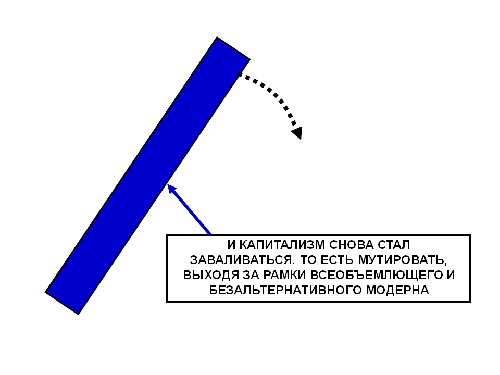 И КАПИТАЛИЗМ СНОВА СТАЛ
ЗАВАЛИВАТЬСЯ. ТО ЕСТЬ МУТИРОВАТЬ,
ВЫХОДЯ ЗА РАМКИ ВСЕОБЪЕМЛЮЩЕГО И
БЕЗАЛЬТЕРНАТИВНОГО МОДЕРНА